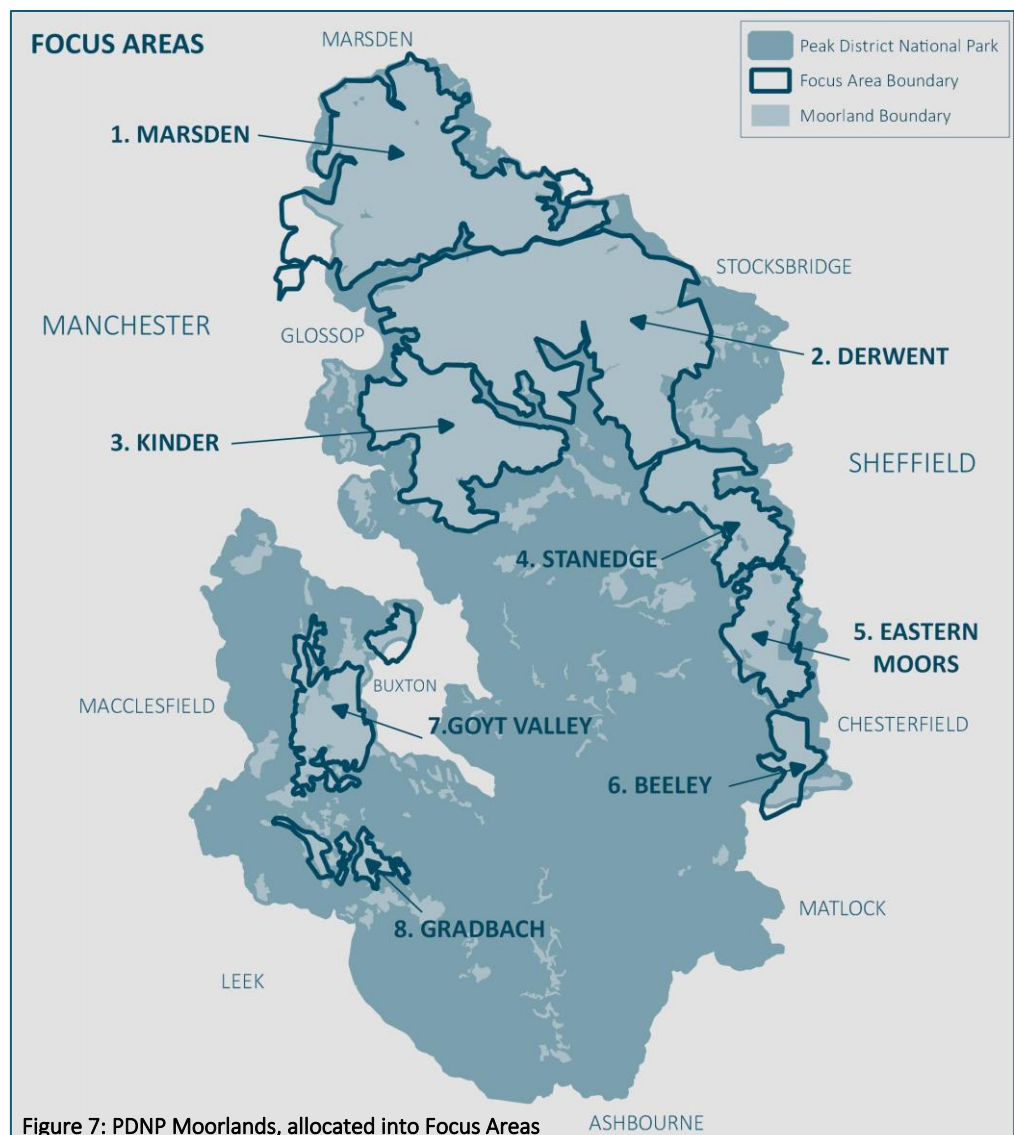 FOCUS AREAS
MARSDEN
Peak District National Park
Focus Area Boundary
Moorland Boundary
1. MARSDEN
STOCKSBRIDGE
MANCHESTER
GLOSSOP
2. DERWENT
3. KINDER
SHEFFIELD
4. STANEDGE
5. EASTERN
MOORS
MACCLESFIELD
BUXTON
7.GOYT VALLEY
CHESTERFIELD
6. BEELEY
MATLOCK
8. GRADBACH
LEEK
Figure 7: PDNP Moorlands, allocated into Focus Areas
ASHBOURNE